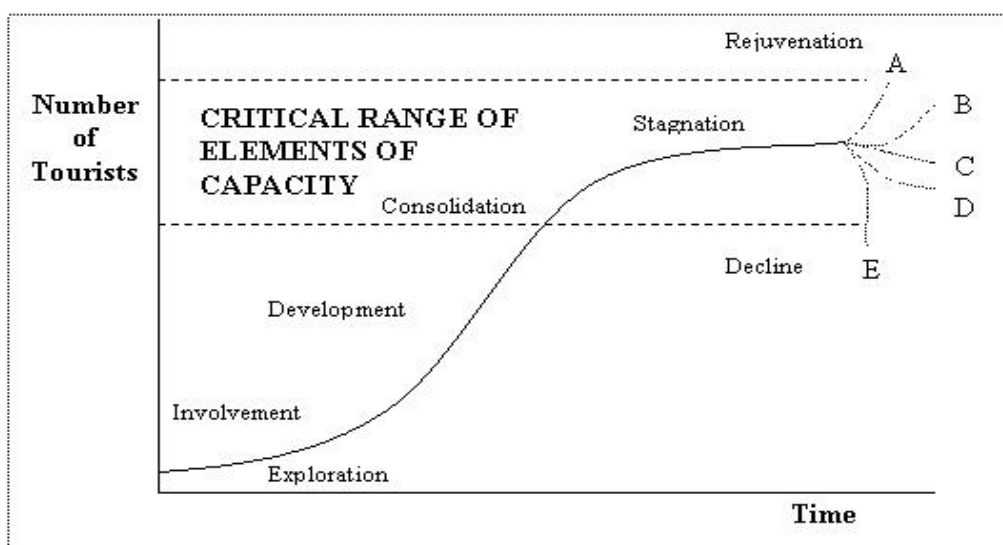 Rejuvenation
A
Number
of
Tourists
CRITICAL RANGE OF
ELEMENTS OF
CAPACITY
Stagnation
B
C
D
Consolidation
Decline
E
Development
Involvement
Exploration
Time